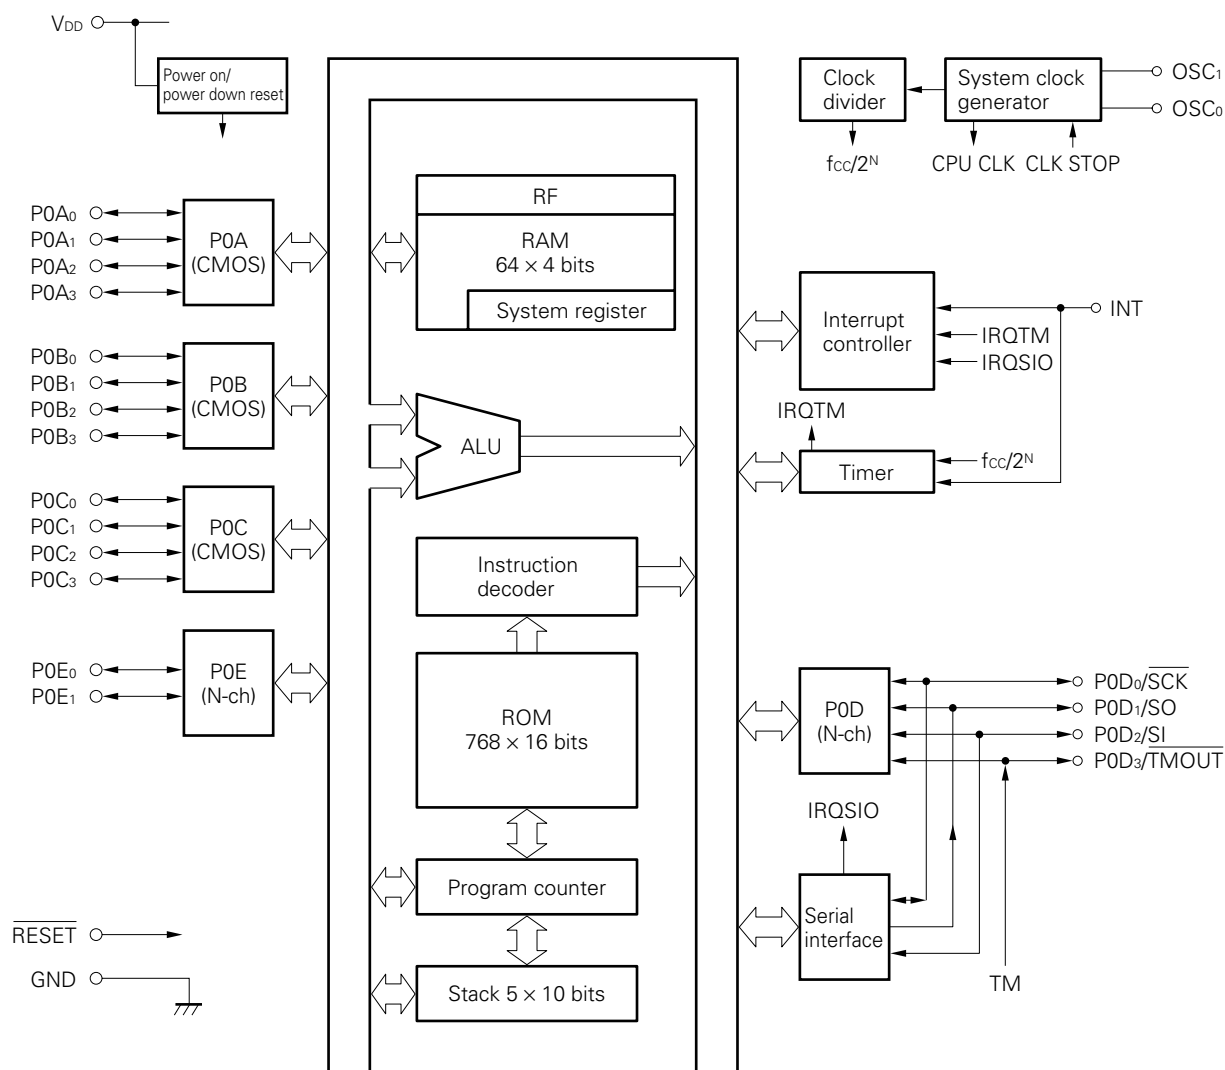 VDD
Power on/
power down reset
Clock
divider
System clock
generator
OSC₁
OSC₀
fCC/2ᴺ
CPU CLK
CLK STOP
RF
RAM
64 × 4 bits
System register
P0A₀
P0A₁
P0A₂
P0A₃
P0A
(CMOS)
Interrupt
controller
INT
IRQTM
IRQSIO
P0B₀
P0B₁
P0B₂
P0B₃
P0B
(CMOS)
ALU
IRQTM
Timer
fCC/2ᴺ
P0C₀
P0C₁
P0C₂
P0C₃
P0C
(CMOS)
Instruction
decoder
P0E₀
P0E₁
P0E
(N-ch)
ROM
768 × 16 bits
P0D
(N-ch)
P0D₀/S̅C̅K̅
P0D₁/SO
P0D₂/SI
P0D₃/T̅M̅O̅U̅T̅
IRQSIO
Program counter
Serial
interface
TM
R̅E̅S̅E̅T̅
GND
Stack 5 × 10 bits